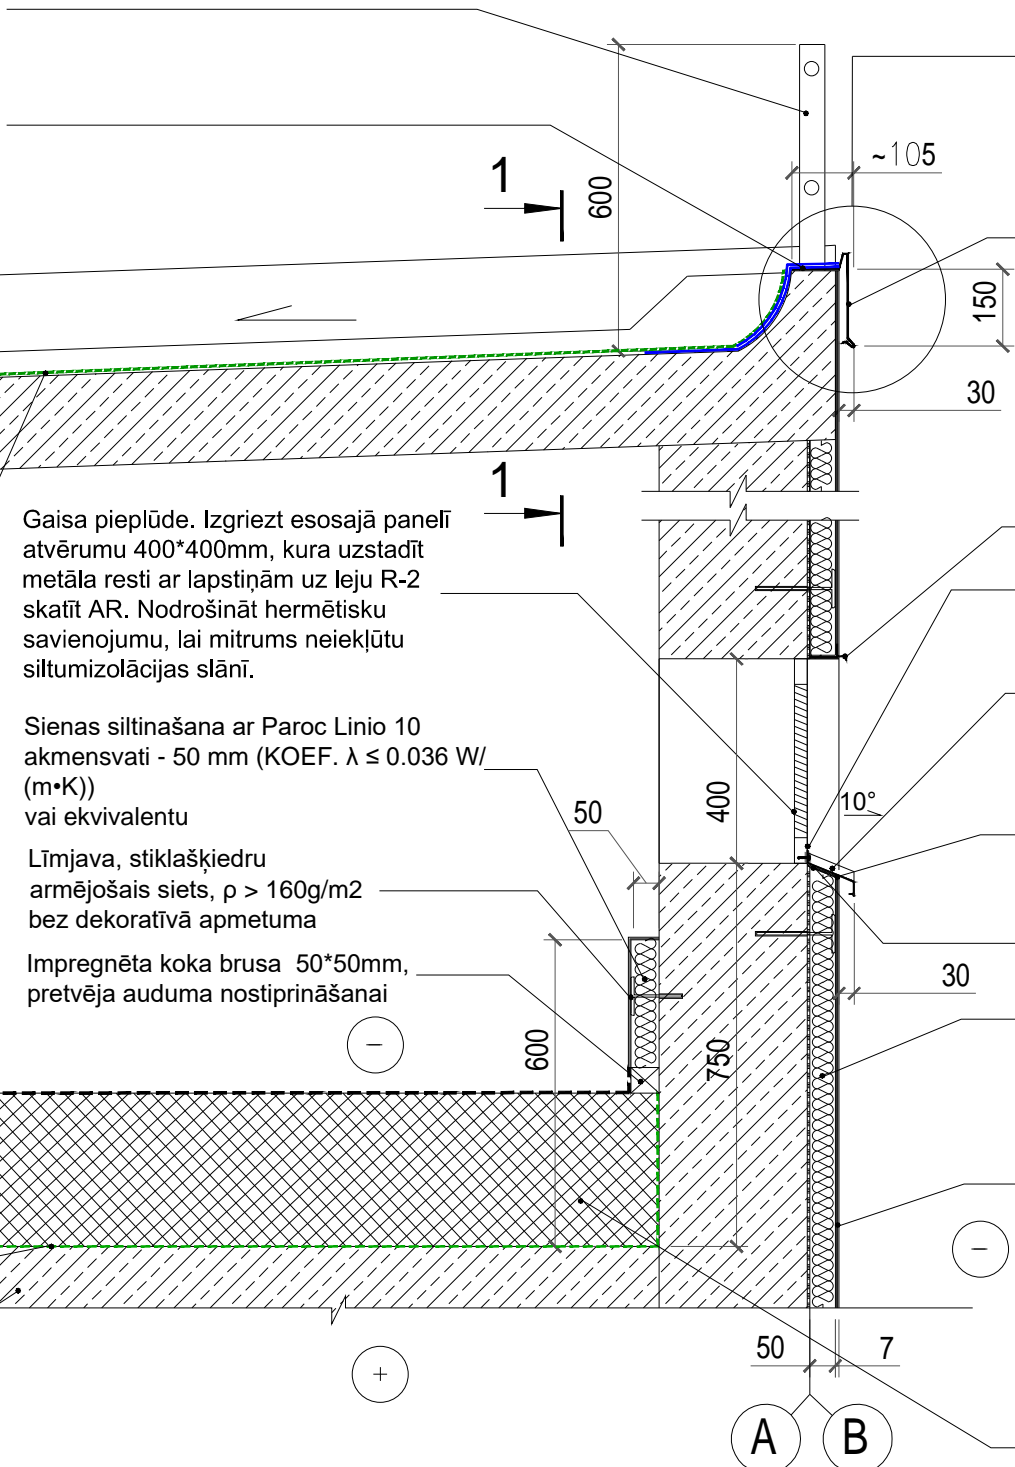 600
~105
1
150
30
1
Gaisa pieplūde. Izgriezt esosajā panelī
atvērumu 400*400mm, kura uzstadīt
metāla resti ar lapstiņām uz leju R-2
skatīt AR. Nodrošināt hermētisku
savienojumu, lai mitrums neiekļūtu
siltumizolācijas slānī.
Sienas siltinašana ar Paroc Linio 10
akmensvati - 50 mm (KOEF. λ ≤ 0.036 W/
(m•K))
vai ekvivalentu
50
400
10°
Līmjava, stiklašķiedru
armējošais siets, ρ > 160g/m2
bez dekoratīvā apmetuma
Impregnēta koka brusa 50*50mm,
pretvēja auduma nostiprināšanai
30
−
600
750
−
+
50
7
A
B